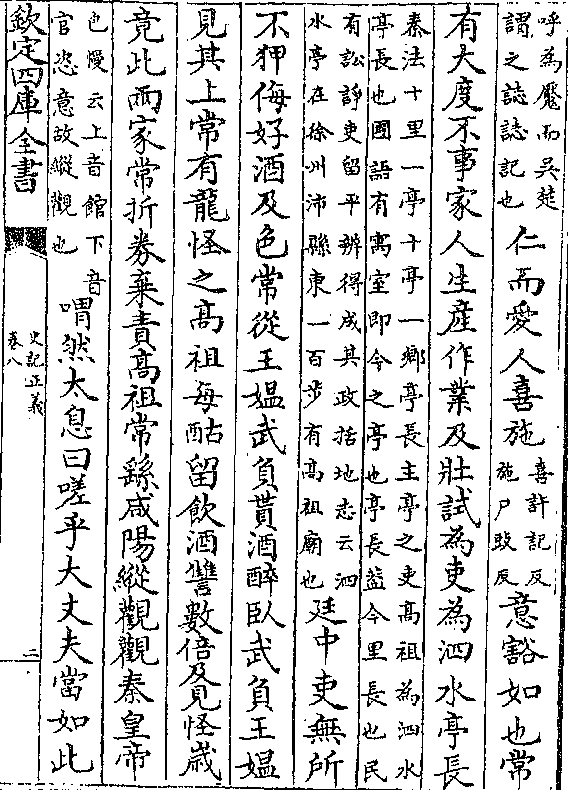 呼為魘而吳楚
謂之誌誌記也
仁而愛人喜施
喜許記反
施尸豉反
意豁如也常
有大度不事家人生産作業及壯試為吏為泗水亭長
秦法十里一亭十亭一鄉亭長主亭之吏高祖為泗水
亭長也國語有寓室即今之亭也亭長葢今里長也民
有訟諍吏留平辨得成其政括地志云泗
水亭在徐州沛縣東一百步有高祖廟也
廷中吏無所
不狎侮好酒及色常從王媼武負貰酒醉臥武負王媼
見其上常有龍怪之高祖每酤留飲酒讎數倍及見怪歲
竟此兩家常折券棄責高祖常繇咸陽縱觀觀秦皇帝
包慢云上音館下音
官恣意故縱觀也
喟然太息曰嗟乎大丈夫當如此
欽定四庫全書
史記正義
卷八
三